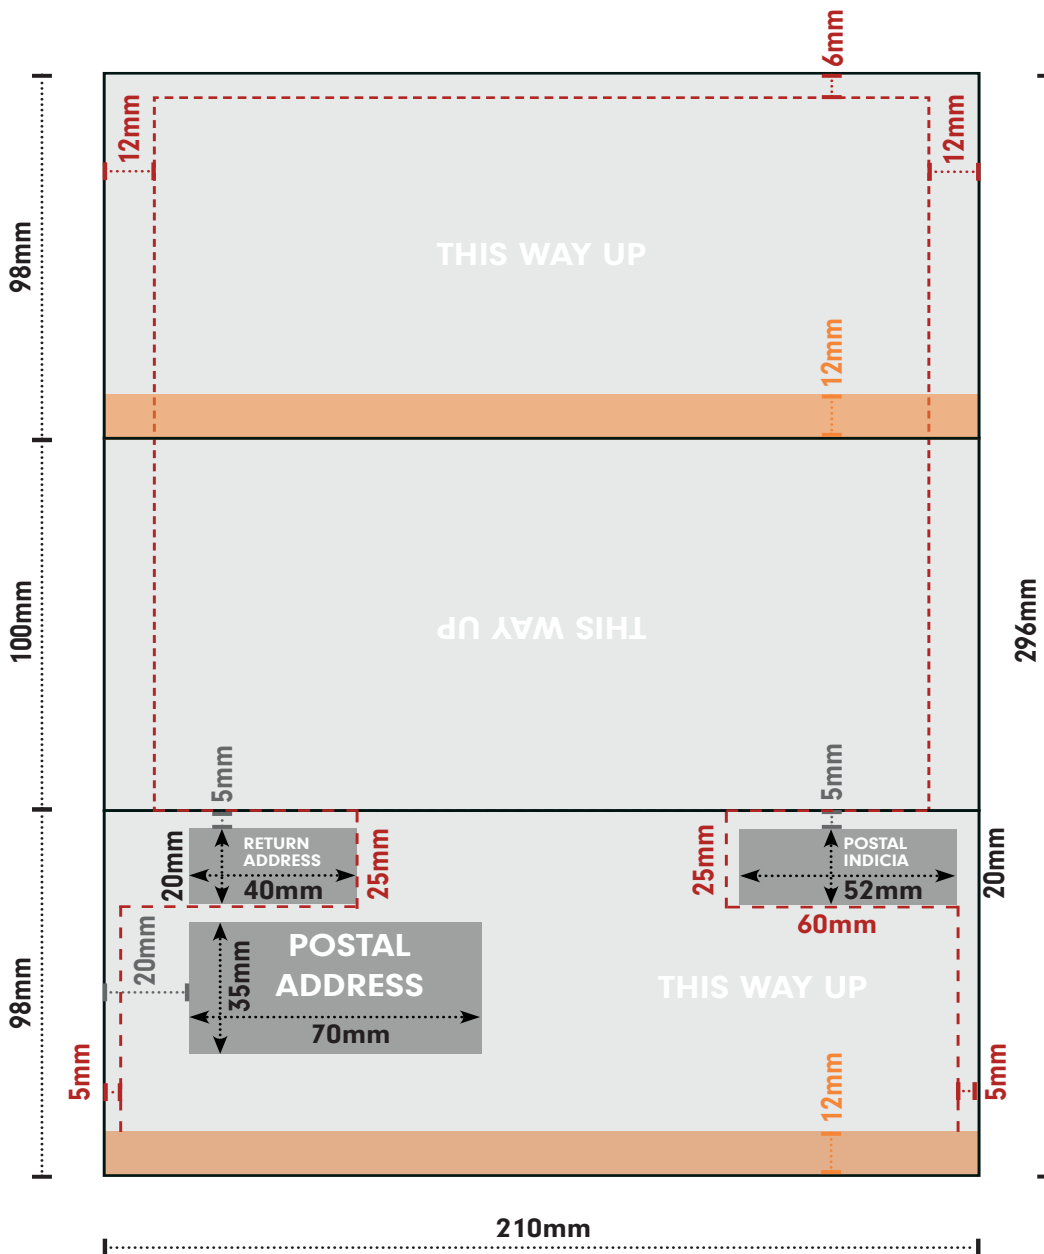 6mm
12mm
12mm
98mm
THIS WAY UP
12mm
100mm
296mm
THIS WAY UP
5mm
5mm
20mm
RETURN
ADDRESS
40mm
25mm
25mm
POSTAL
INDICIA
52mm
20mm
60mm
98mm
20mm
POSTAL
ADDRESS
35mm
70mm
THIS WAY UP
5mm
12mm
5mm
210mm